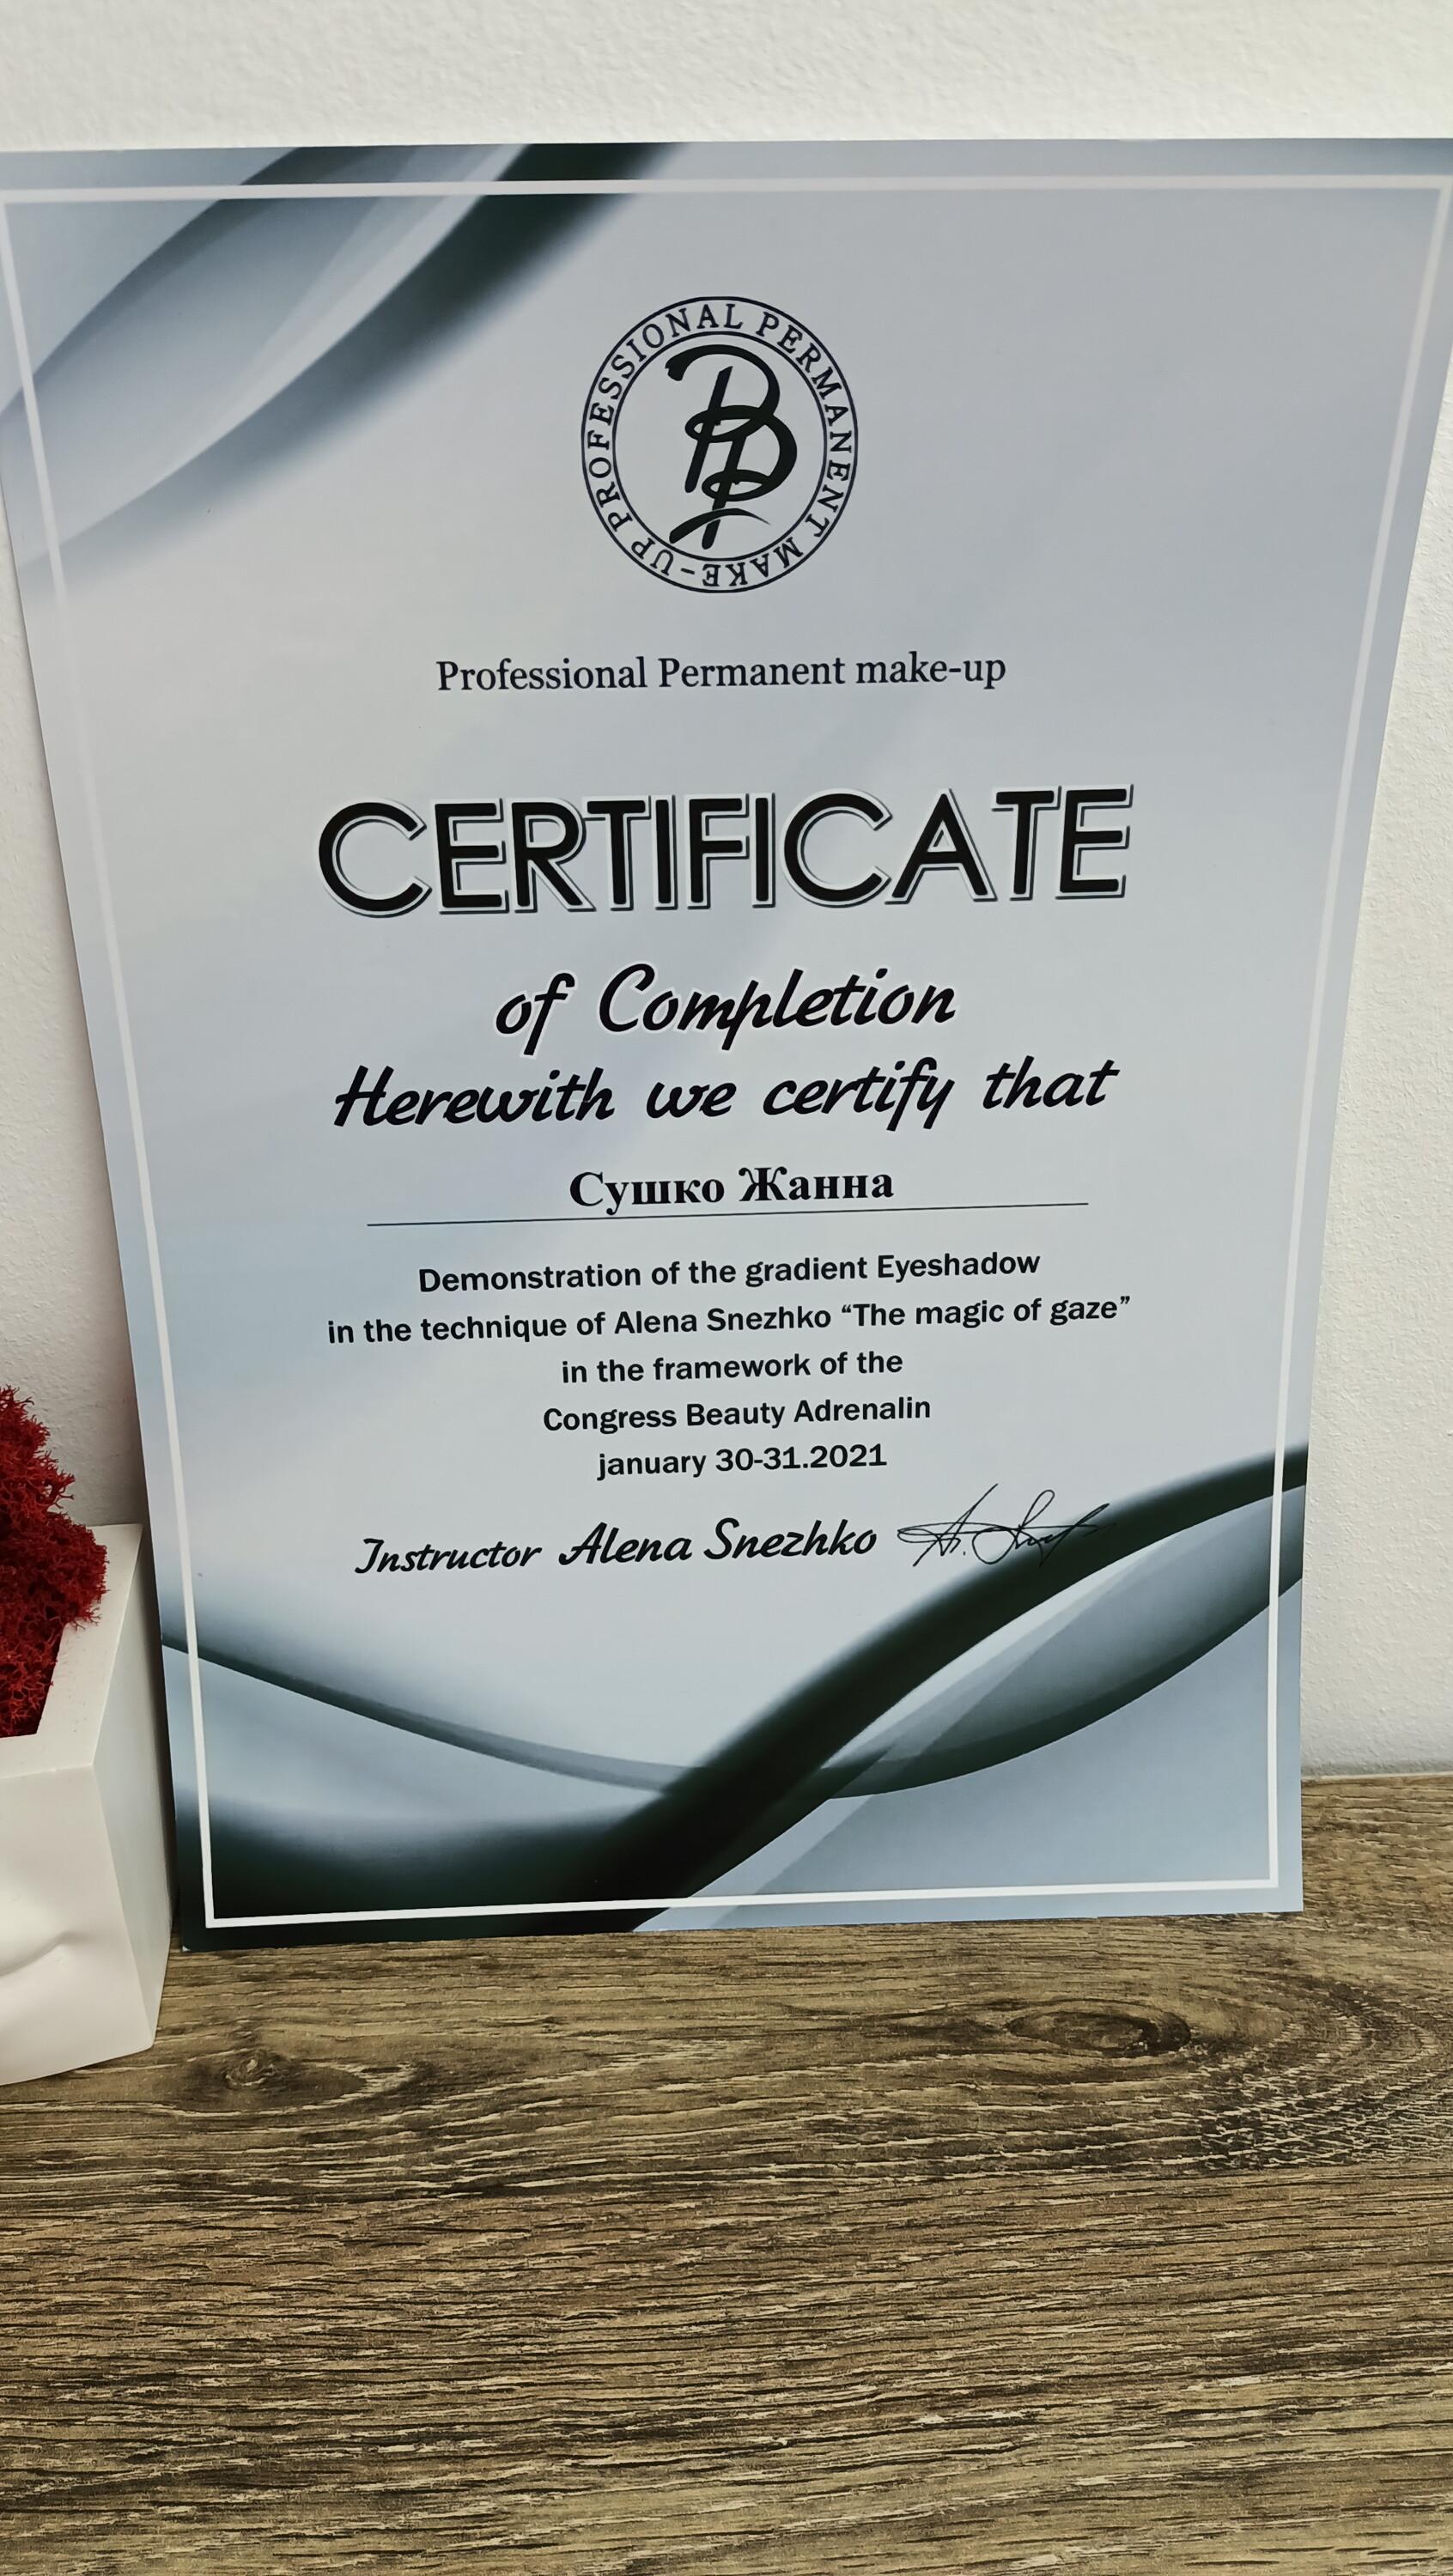 PROFESSIONAL PERMANENT MAKE-UP
Professional Permanent make-up
CERTIFICATE
of Completion
Herewith we certify that
Сушко Жанна
Demonstration of the gradient Eyeshadow
in the technique of Alena Snezhko “The magic of gaze”
in the framework of the
Congress Beauty Adrenalin
january 30-31.2021
Instructor Alena Snezhko